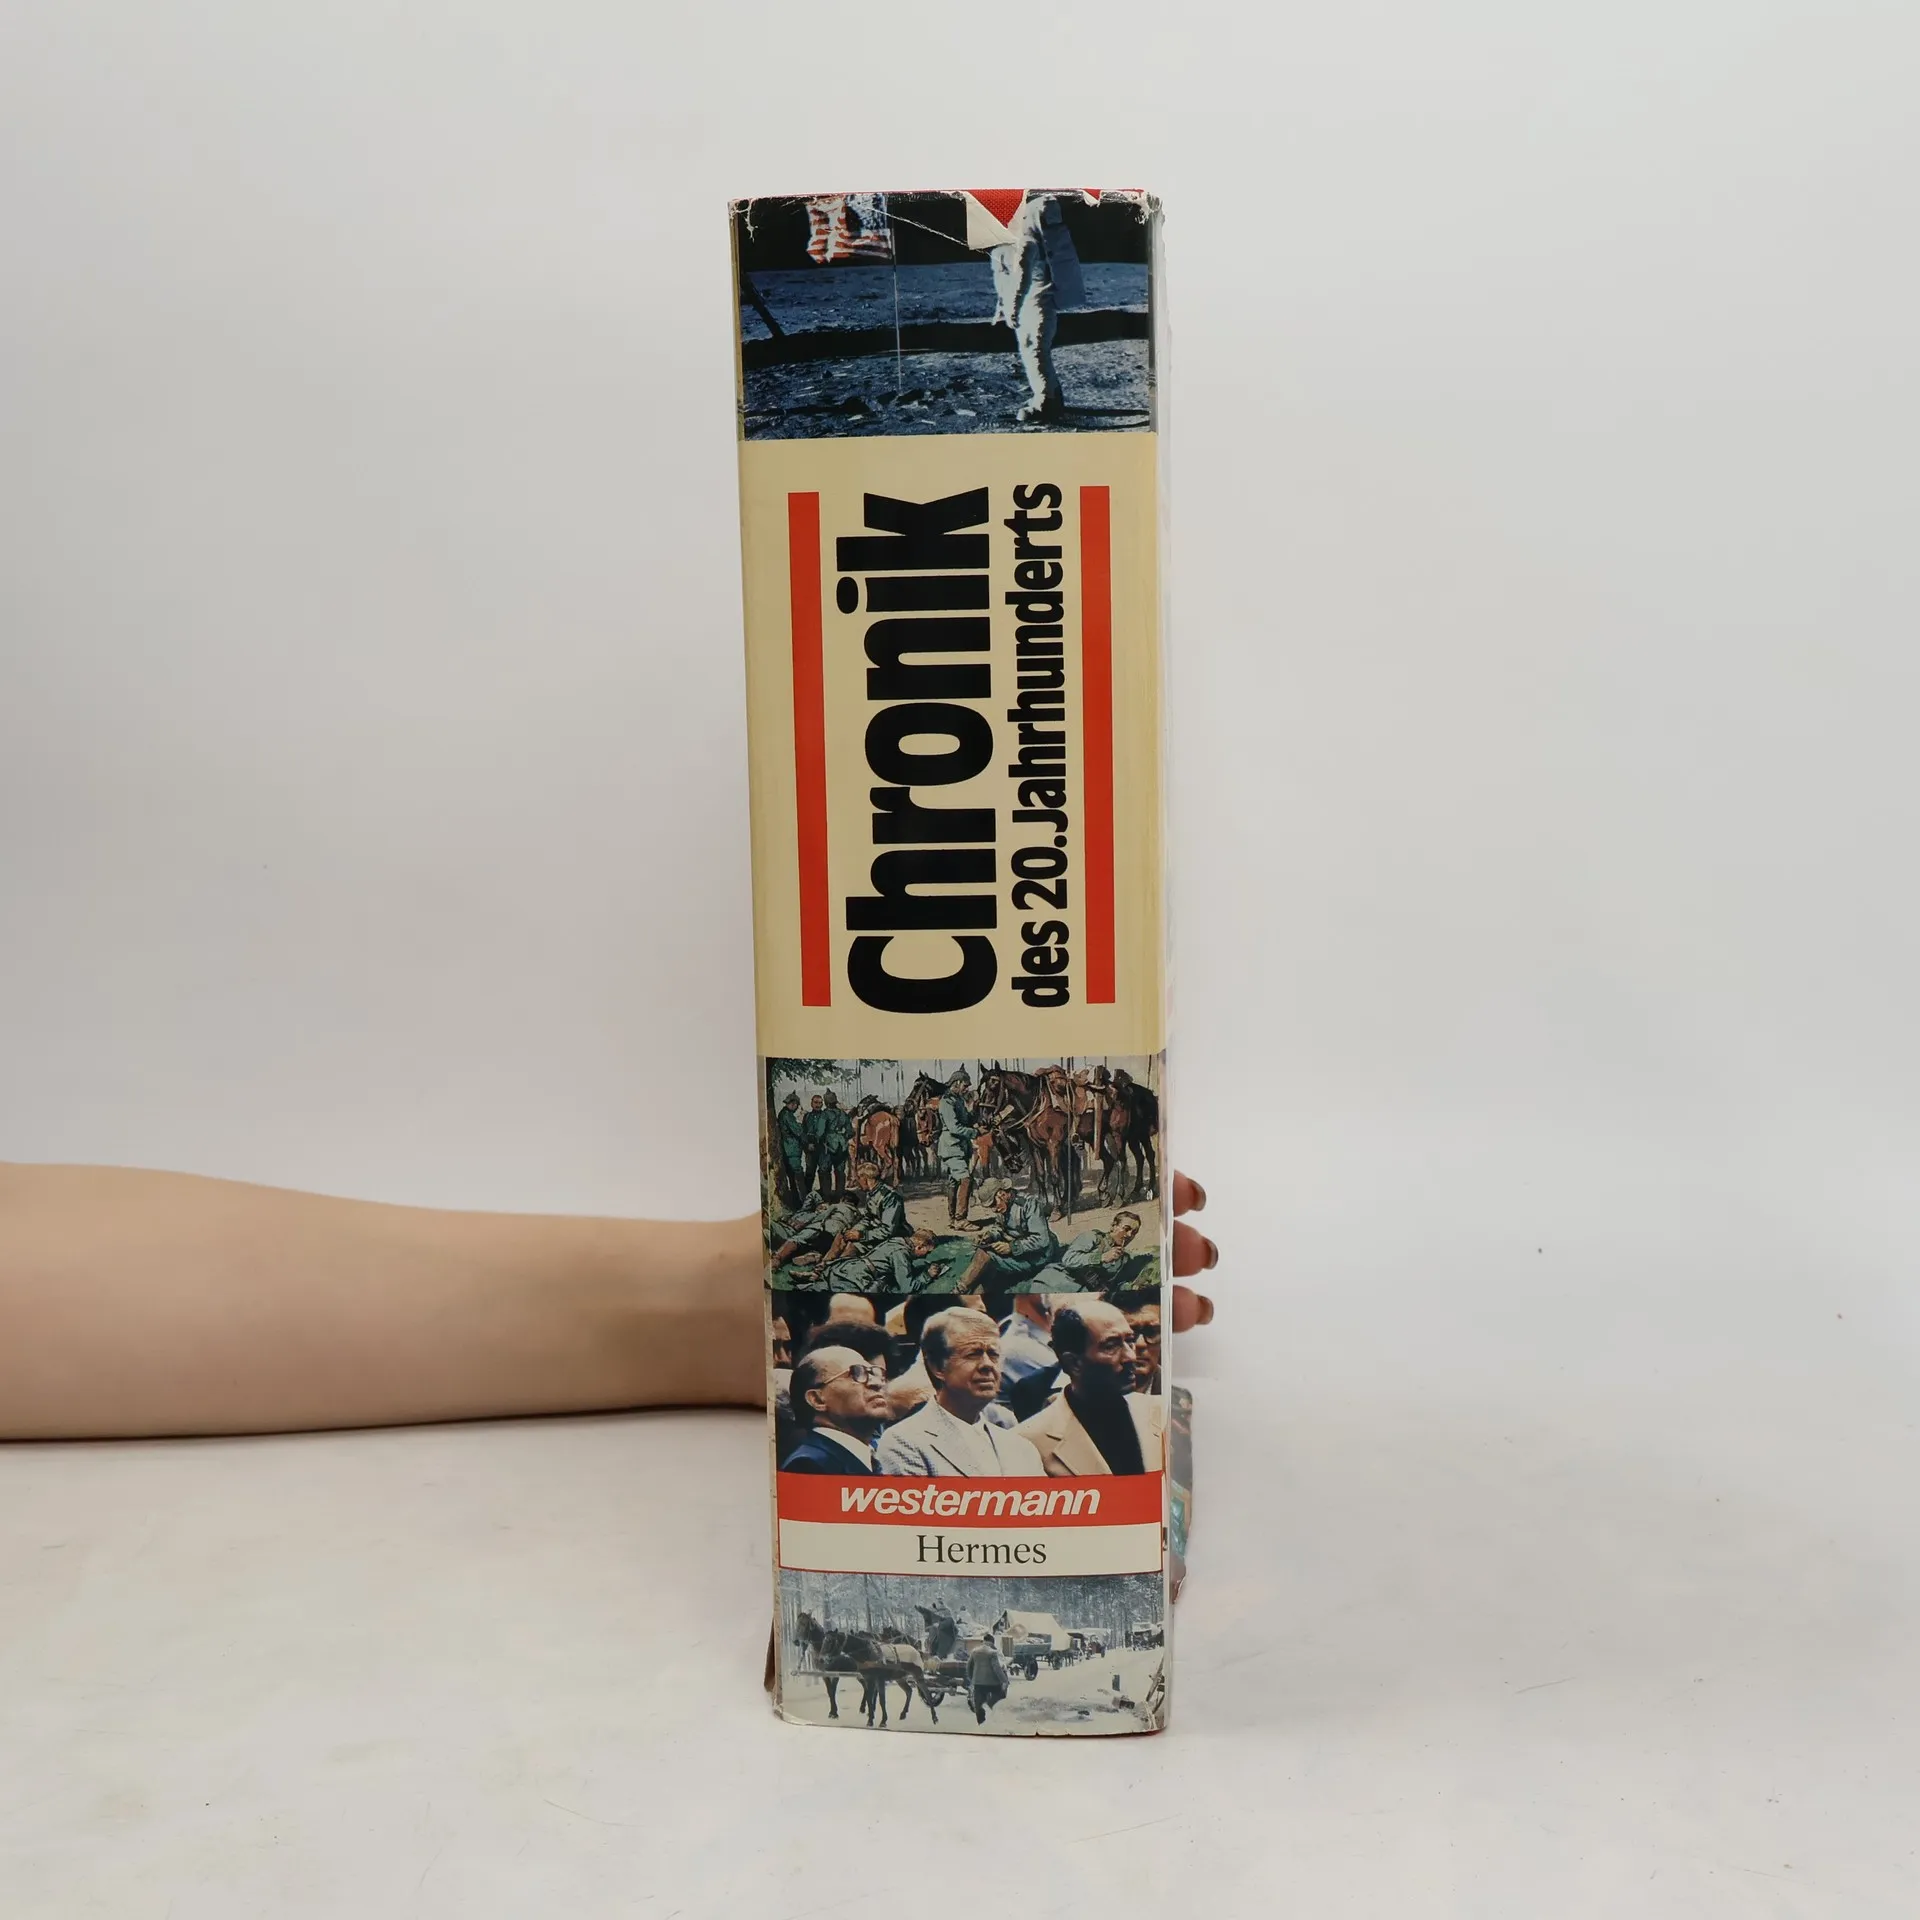 Chronik
des 20. Jahrhunderts
westermann
Hermes